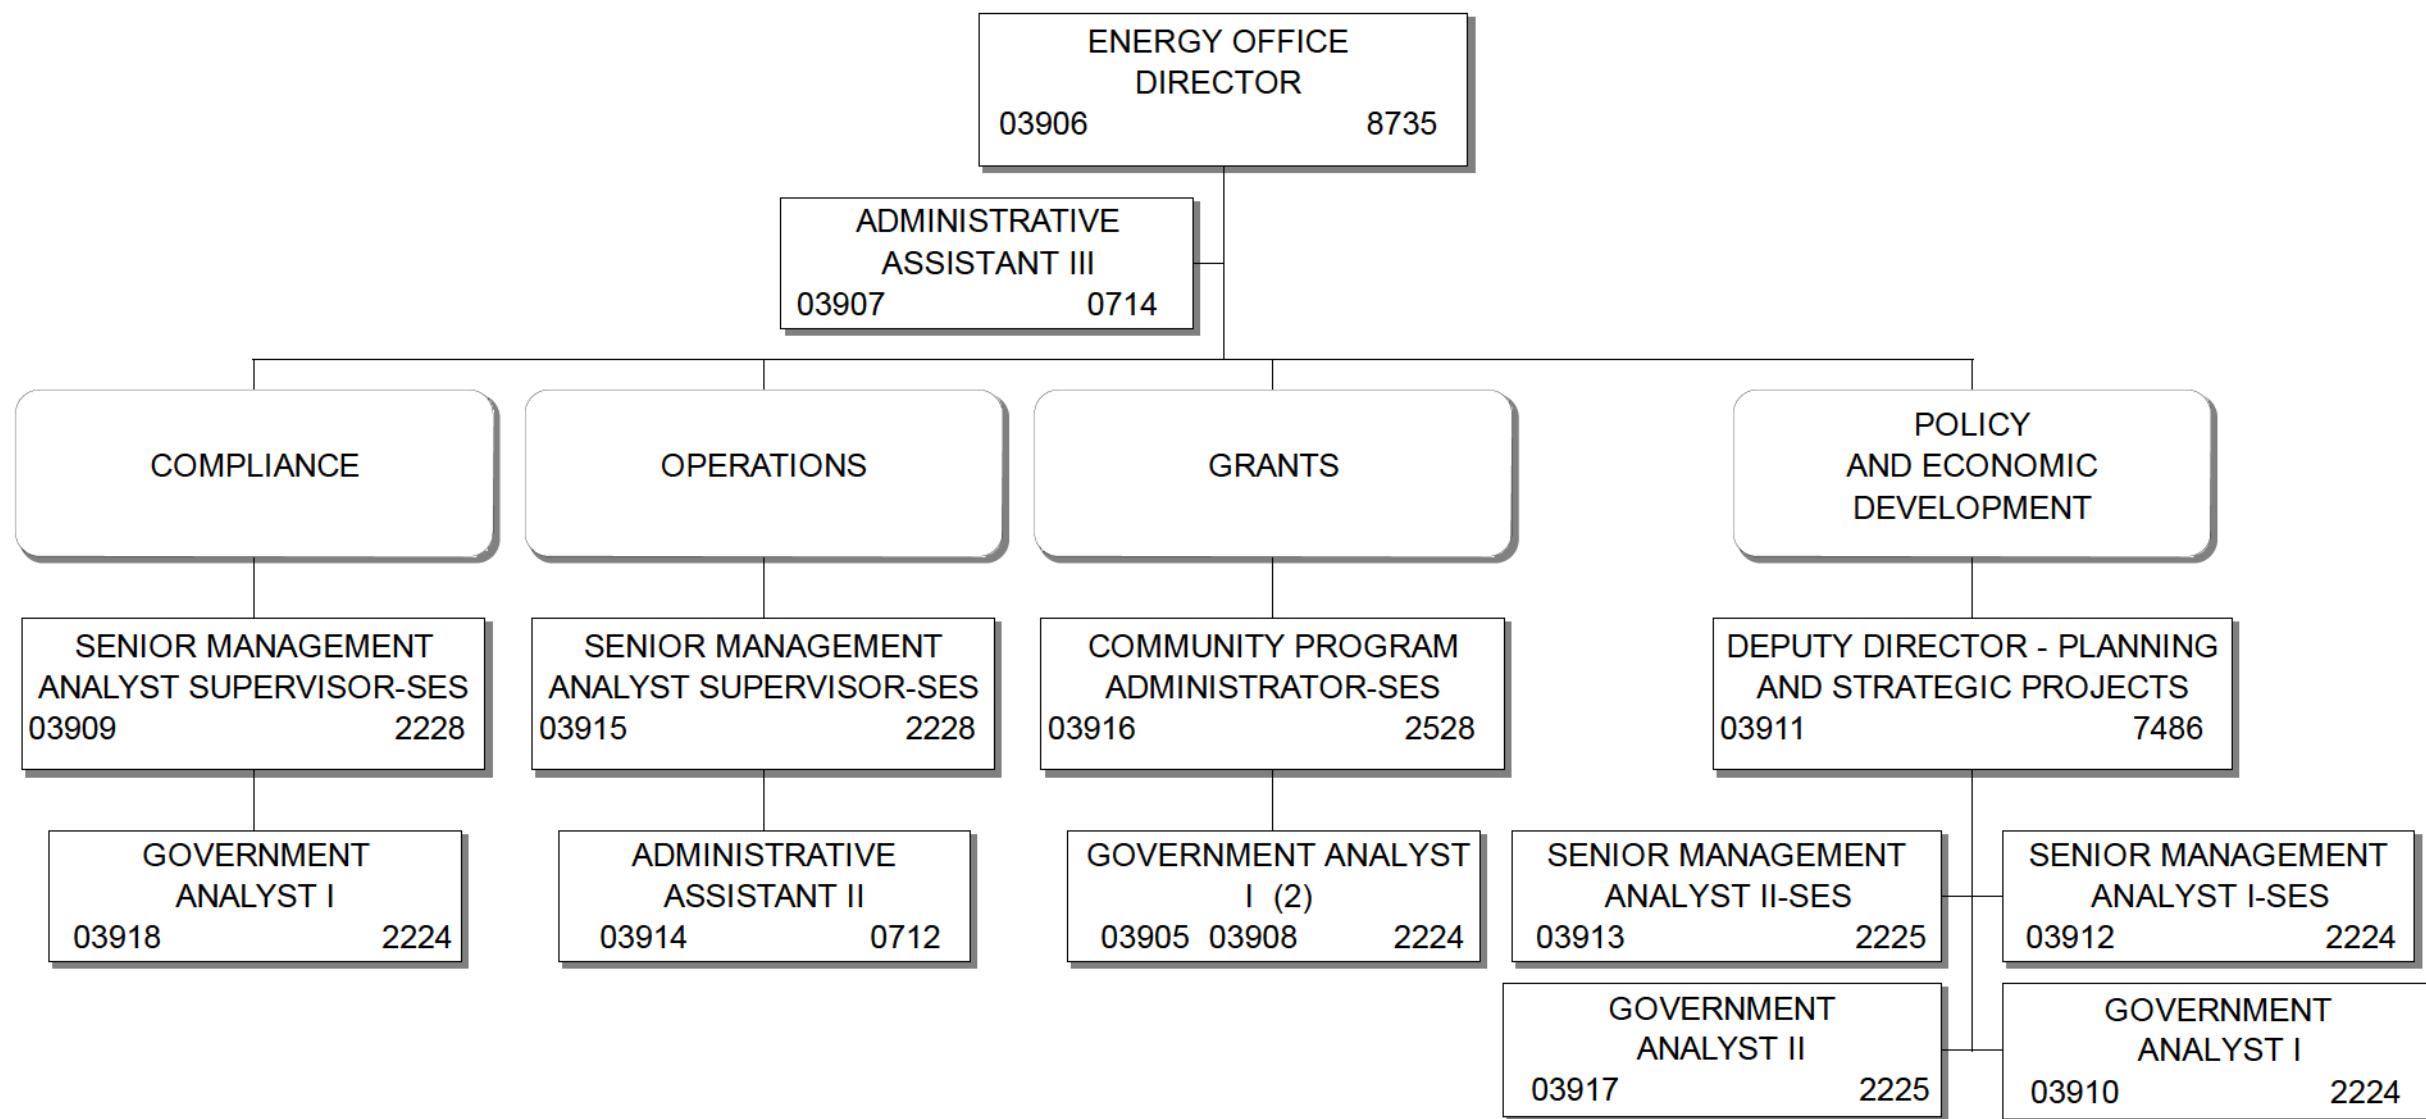 ENERGY OFFICE
DIRECTOR
03906 8735
ADMINISTRATIVE
ASSISTANT III
03907 0714
COMPLIANCE
OPERATIONS
GRANTS
POLICY
AND ECONOMIC
DEVELOPMENT
SENIOR MANAGEMENT
ANALYST SUPERVISOR-SES
03909 2228
SENIOR MANAGEMENT
ANALYST SUPERVISOR-SES
03915 2228
COMMUNITY PROGRAM
ADMINISTRATOR-SES
03916 2528
DEPUTY DIRECTOR - PLANNING
AND STRATEGIC PROJECTS
03911 7486
GOVERNMENT
ANALYST I
03918 2224
ADMINISTRATIVE
ASSISTANT II
03914 0712
GOVERNMENT ANALYST
I (2)
03905 03908 2224
SENIOR MANAGEMENT
ANALYST II-SES
03913 2225
SENIOR MANAGEMENT
ANALYST I-SES
03912 2224
GOVERNMENT
ANALYST II
03917 2225
GOVERNMENT
ANALYST I
03910 2224